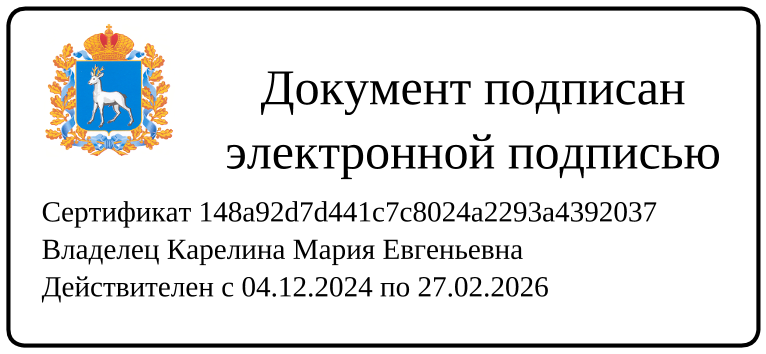 Документ подписан
электронной подписью
Сертификат 148a92d7d441c7c8024a2293a4392037
Владелец Карелина Мария Евгеньевна
Действителен с 04.12.2024 по 27.02.2026